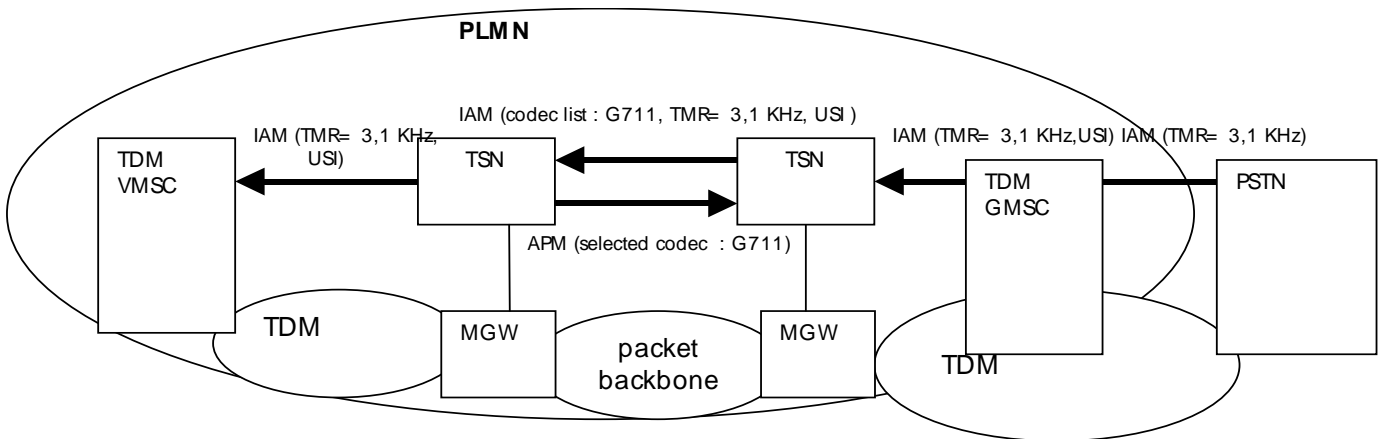 PLMN
IAM (codec list : G711, TMR= 3,1 KHz, USI )
IAM (TMR= 3,1 KHz,
USI)
IAM (TMR= 3,1 KHz,USI) IAM (TMR= 3,1 KHz)
TDM
VMSC
TSN
TSN
TDM
GMSC
PSTN
APM (selected codec : G711)
TDM
MGW
packet
backbone
MGW
TDM